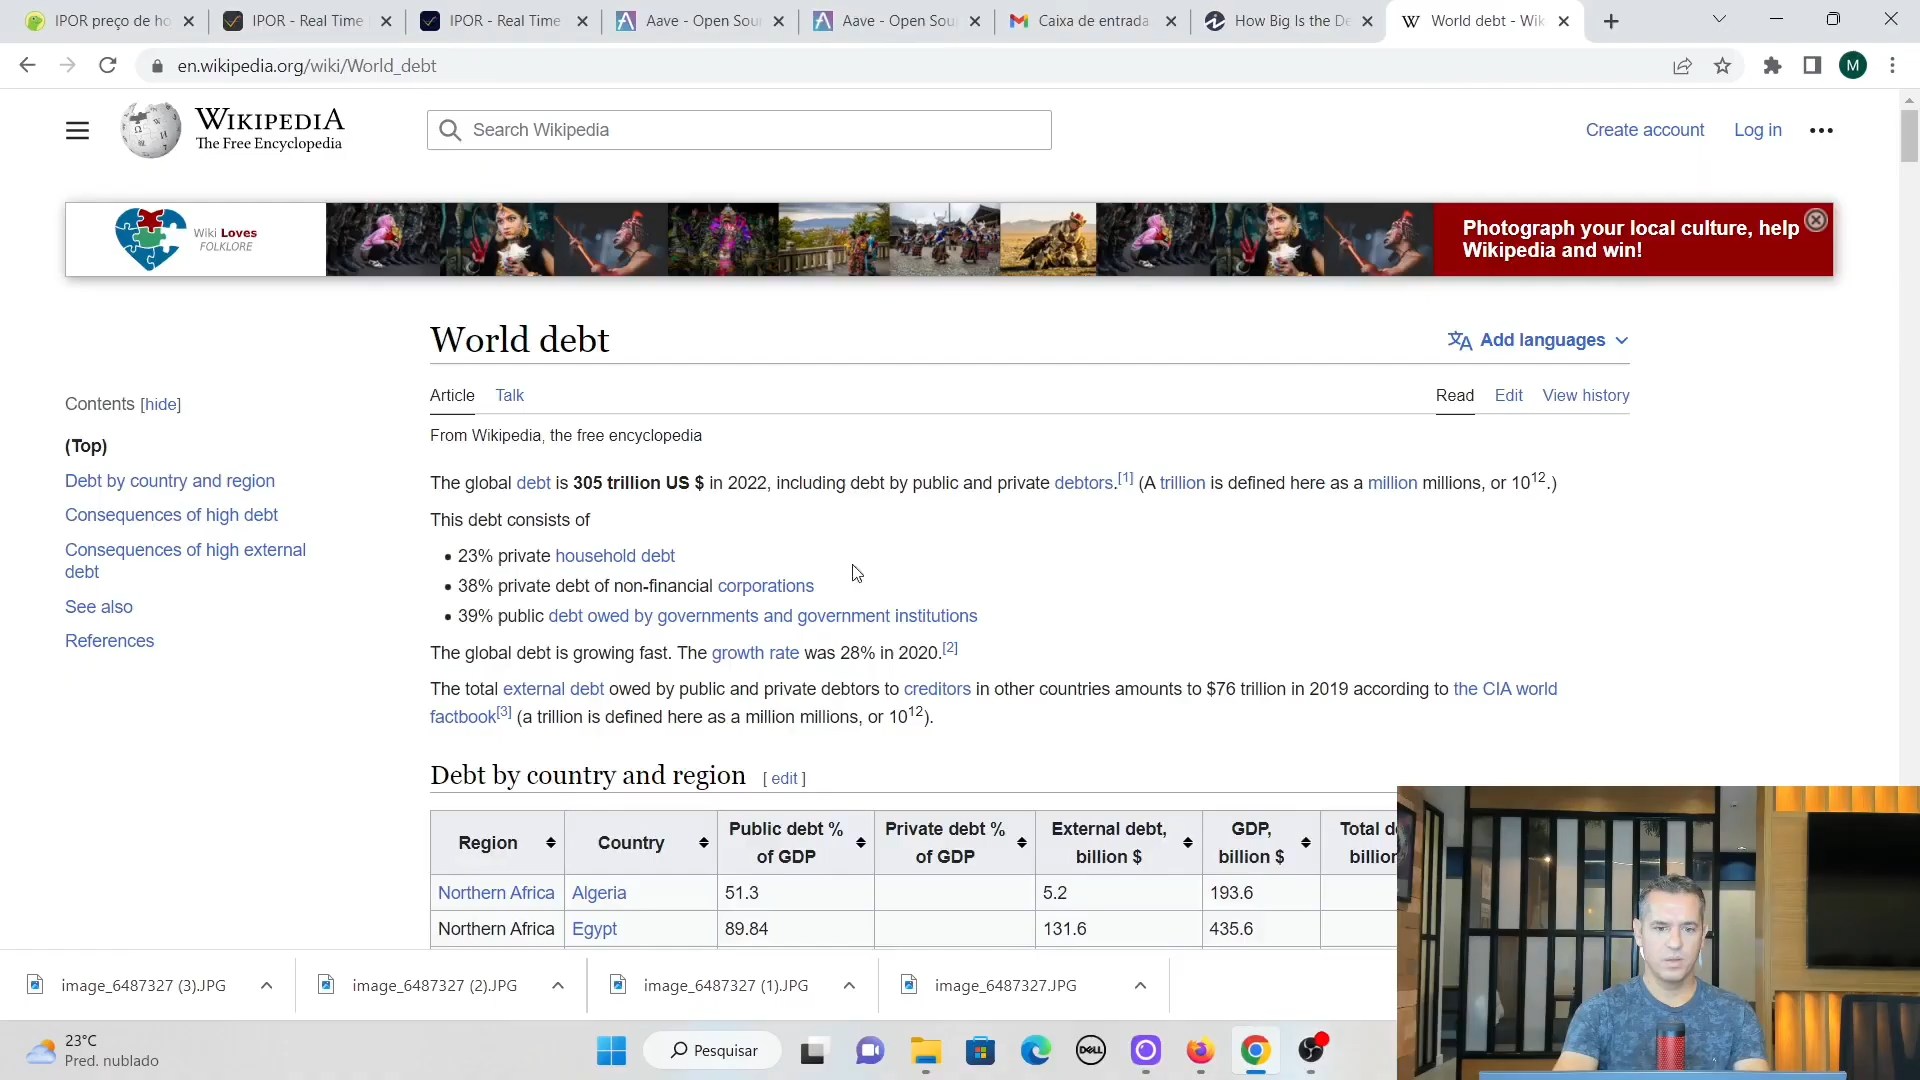 IPOR preço de ho
IPOR - Real Time
IPOR - Real Time
Aave - Open Sou
Aave - Open Sou
Caixa de entrada
How Big Is the De
World debt - Wik
en.wikipedia.org/wiki/World_debt
M
WIKIPEDIA
The Free Encyclopedia
Search Wikipedia
Create account
Log in
Wiki Loves
FOLKLORE
Photograph your local culture, help
Wikipedia and win!
World debt
Add languages
Contents [hide]
(Top)
Debt by country and region
Consequences of high debt
Consequences of high external
debt
See also
References
Article
Talk
Read
Edit
View history
From Wikipedia, the free encyclopedia
The global debt is 305 trillion US $ in 2022, including debt by public and private debtors.[1] (A trillion is defined here as a million millions, or 10¹².)
This debt consists of
• 23% private household debt
• 38% private debt of non-financial corporations
• 39% public debt owed by governments and government institutions
The global debt is growing fast. The growth rate was 28% in 2020.[2]
The total external debt owed by public and private debtors to creditors in other countries amounts to $76 trillion in 2019 according to the CIA world
factbook[3] (a trillion is defined here as a million millions, or 10¹²).
Debt by country and region [ edit ]
Region
Country
Public debt %
of GDP
Private debt %
of GDP
External debt,
billion $
GDP,
billion $
Total d
billion
Northern Africa Algeria 51.3 5.2 193.6
Northern Africa Egypt 89.84 131.6 435.6
image_6487327 (3).JPG
image_6487327 (2).JPG
image_6487327 (1).JPG
image_6487327.JPG
23°C
Pred. nublado
Pesquisar
DELL